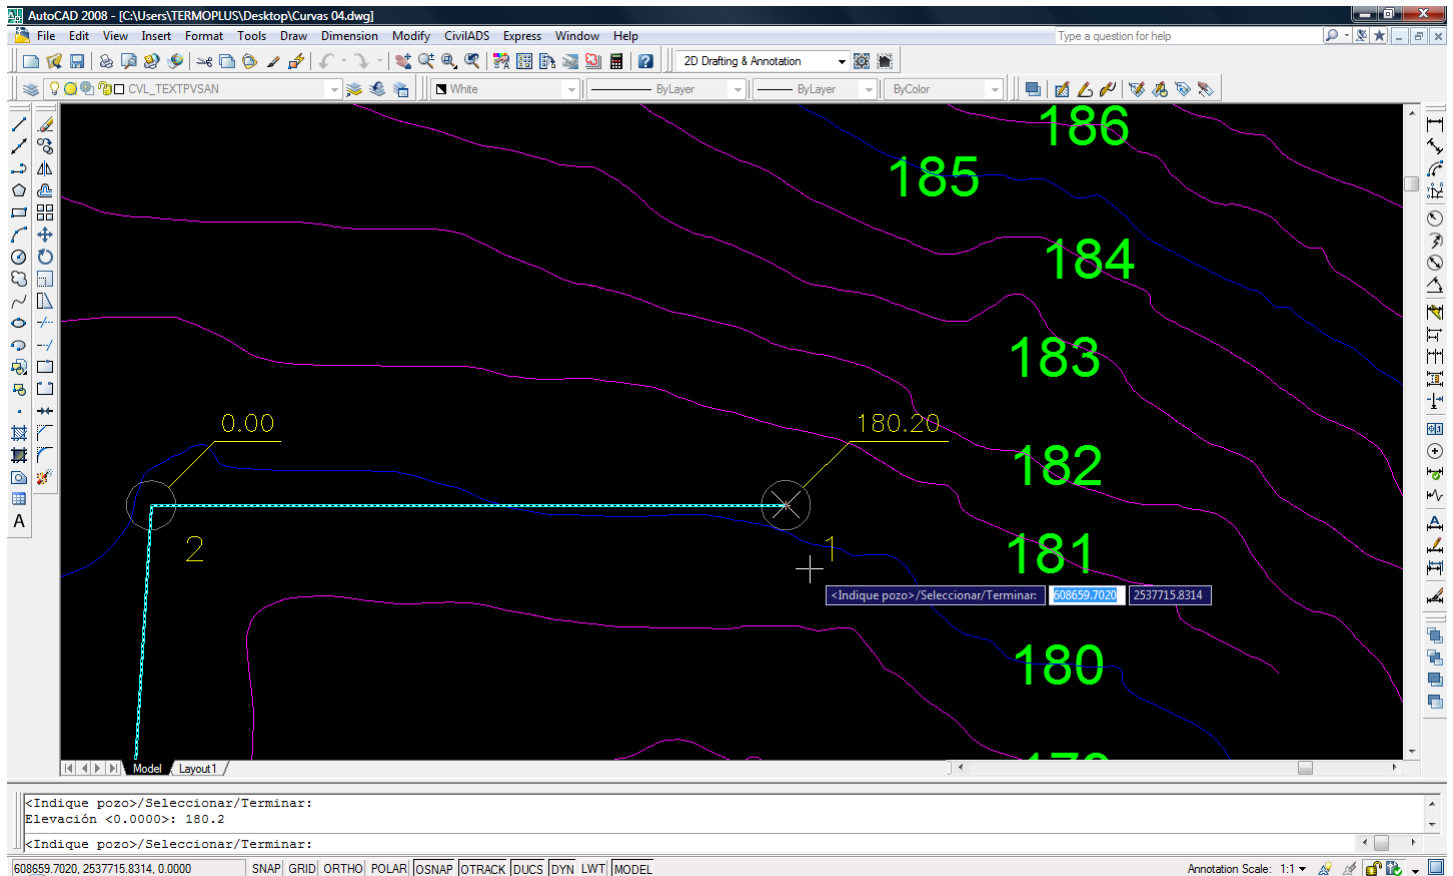 AutoCAD 2008 - [C:\Users\TERMOPLUS\Desktop\Curvas 04.dwg]
File Edit View Insert Format Tools Draw Dimension Modify CivilADS Express Window Help
Type a question for help
2D Drafting & Annotation
CVL_TEXTPVSAN
White
ByLayer
ByLayer
ByColor
186
185
184
183
0.00
180.20
182
2
1
181
<Indique pozo>/Seleccionar/Terminar: 608659.7020 2537715.8314
180
Model Layout1
<Indique pozo>/Seleccionar/Terminar:
Elevación <0.0000>: 180.2
<Indique pozo>/Seleccionar/Terminar:
608659.7020, 2537715.8314, 0.0000
SNAP GRID ORTHO POLAR OSNAP OTRACK DUCS DYN LWT MODEL
Annotation Scale: 1:1